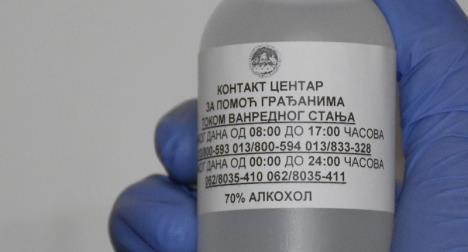 КОНТАКТ ЦЕНТАР
ЗА ПОМОЋ ГРАЂАНИМА
ТОКОМ ВАНРЕДНОГ СТАЊА
ДАНА ОД 08:00 ДО 17:00 ЧАСОВА
/800-593 013/800-594 013/833-328
ДАНА ОД 00:00 ДО 24:00 ЧАСОВА
062/8035-410 062/8035-411
70% АЛКОХОЛ